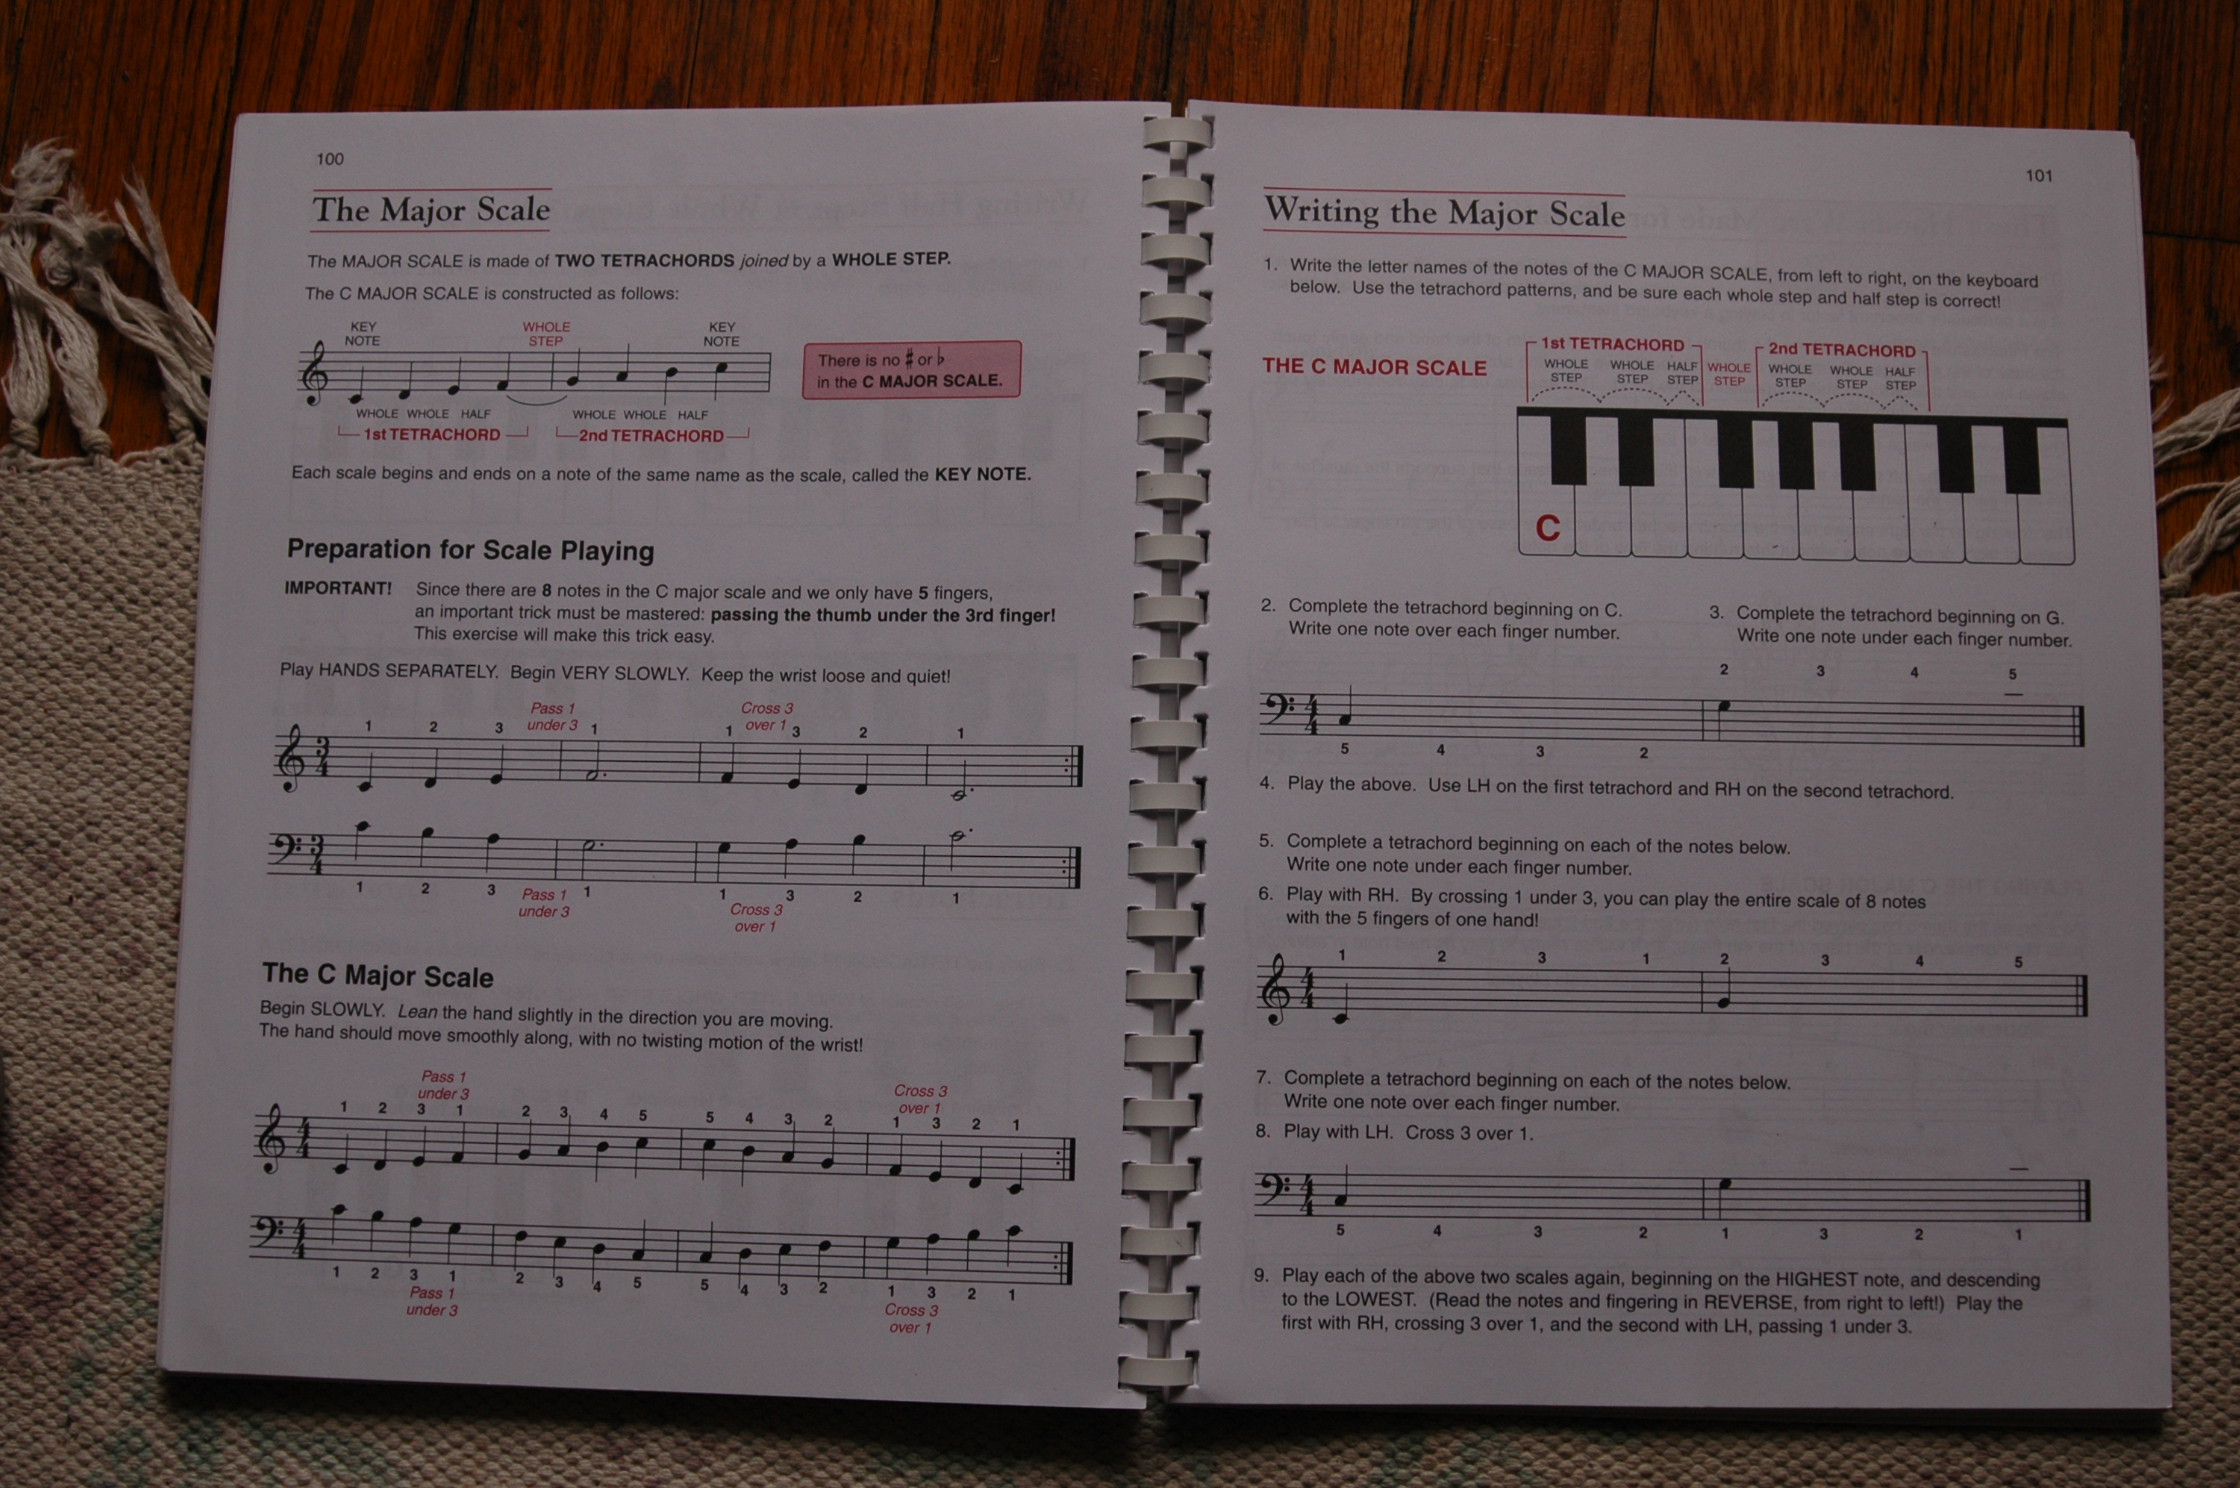 100
The Major Scale
The MAJOR SCALE is made of TWO TETRACHORDS joined by a WHOLE STEP.
The C MAJOR SCALE is constructed as follows:
KEY NOTE
WHOLE STEP
KEY NOTE
WHOLE WHOLE HALF
WHOLE WHOLE HALF
1st TETRACHORD
2nd TETRACHORD
There is no ♯ or ♭
in the C MAJOR SCALE.
Each scale begins and ends on a note of the same name as the scale, called the KEY NOTE.
Preparation for Scale Playing
IMPORTANT! Since there are 8 notes in the C major scale and we only have 5 fingers,
an important trick must be mastered: passing the thumb under the 3rd finger!
This exercise will make this trick easy.
Play HANDS SEPARATELY. Begin VERY SLOWLY. Keep the wrist loose and quiet!
Pass 1
under 3
Cross 3
over 1
1 2 3 1 1 3 2 1
3
4
3
4
1 2 3 1 1 3 2 1
Pass 1
under 3
Cross 3
over 1
The C Major Scale
Begin SLOWLY. Lean the hand slightly in the direction you are moving.
The hand should move smoothly along, with no twisting motion of the wrist!
Pass 1
under 3
Cross 3
over 1
1 2 3 1 2 3 4 5 5 4 3 2 1 3 2 1
4
4
4
4
1 2 3 1 2 3 4 5 5 4 3 2 1 3 2 1
Pass 1
under 3
Cross 3
over 1
101
Writing the Major Scale
1. Write the letter names of the notes of the C MAJOR SCALE, from left to right, on the keyboard
below. Use the tetrachord patterns, and be sure each whole step and half step is correct!
THE C MAJOR SCALE
1st TETRACHORD
2nd TETRACHORD
WHOLE WHOLE HALF WHOLE WHOLE WHOLE HALF
STEP STEP STEP STEP STEP STEP STEP
C
2. Complete the tetrachord beginning on C.
Write one note over each finger number.
3. Complete the tetrachord beginning on G.
Write one note under each finger number.
2 3 4 5
4
4
5 4 3 2
4. Play the above. Use LH on the first tetrachord and RH on the second tetrachord.
5. Complete a tetrachord beginning on each of the notes below.
Write one note under each finger number.
6. Play with RH. By crossing 1 under 3, you can play the entire scale of 8 notes
with the 5 fingers of one hand!
1 2 3 1 2 3 4 5
4
4
7. Complete a tetrachord beginning on each of the notes below.
Write one note over each finger number.
8. Play with LH. Cross 3 over 1.
4
4
5 4 3 2 1 3 2 1
9. Play each of the above two scales again, beginning on the HIGHEST note, and descending
to the LOWEST. (Read the notes and fingering in REVERSE, from right to left!) Play the
first with RH, crossing 3 over 1, and the second with LH, passing 1 under 3.